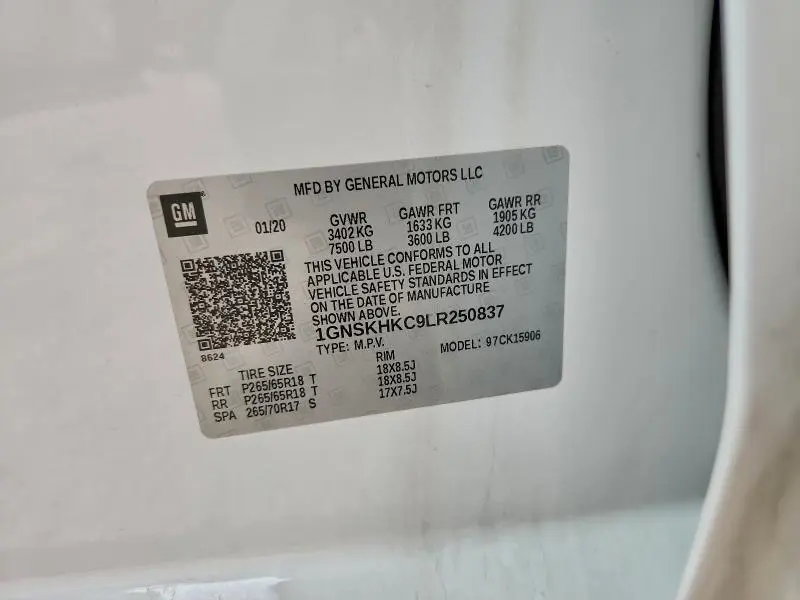 MFD BY GENERAL MOTORS LLC
GM
01/20
GVWR
3402 KG
7500 LB
GAWR FRT
1633 KG
3600 LB
GAWR RR
1905 KG
4200 LB
THIS VEHICLE CONFORMS TO ALL
APPLICABLE U.S. FEDERAL MOTOR
VEHICLE SAFETY STANDARDS IN EFFECT
ON THE DATE OF MANUFACTURE
SHOWN ABOVE.
1GNSKHKC9LR250837
TYPE: M.P.V. MODEL: 97CK15906
8624
TIRE SIZE RIM
FRT P265/65R18 T 18X8.5J
RR P265/65R18 T 18X8.5J
SPA 265/70R17 S 17X7.5J